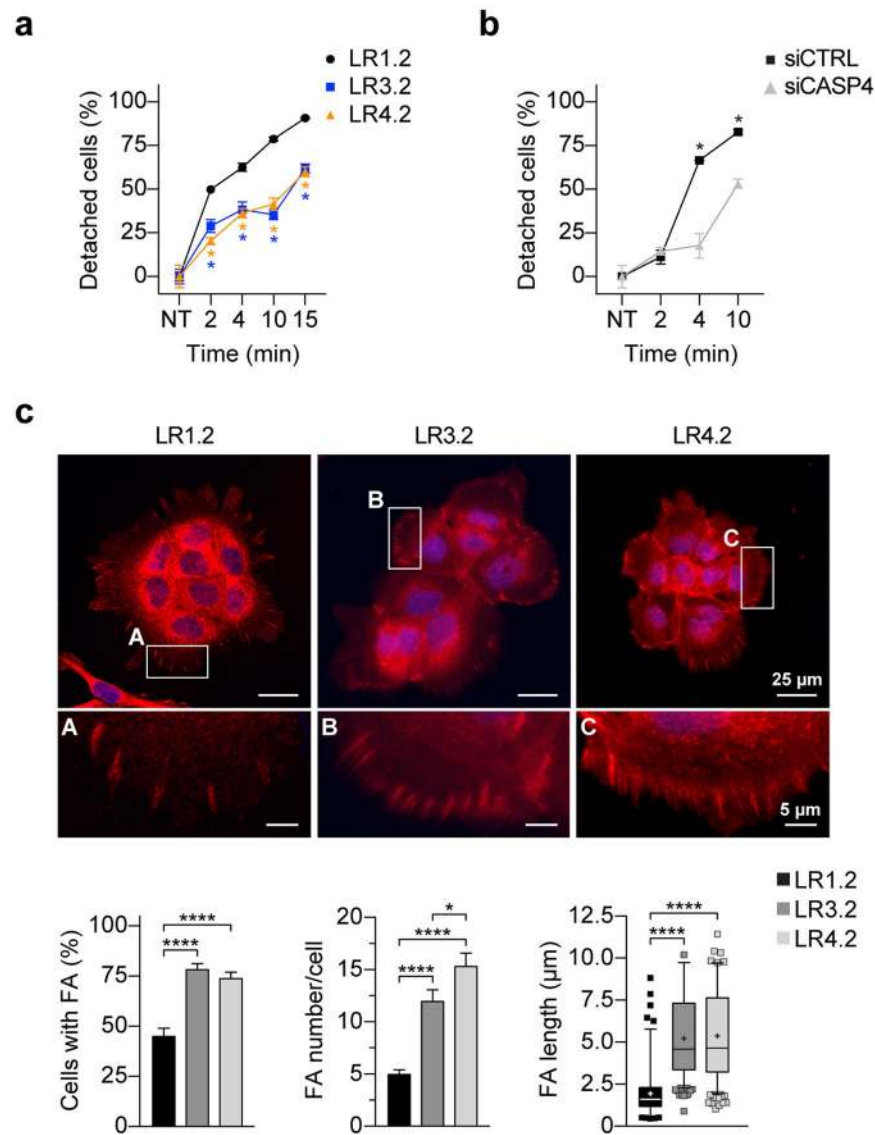 a
LR1.2
LR3.2
LR4.2
Detached cells (%)
100
75
50
25
0
*
*
*
*
*
*
*
*
NT 2 4 10 15
Time (min)
b
siCTRL
siCASP4
Detached cells (%)
100
75
50
25
0
*
*
NT 2 4 10
Time (min)
c
LR1.2 LR3.2 LR4.2
A
B
C
25 µm
A
B
C
5 µm
Cells with FA (%)
100
75
50
25
0
****
****
FA number/cell
20
15
10
5
0
*
****
****
FA length (µm)
12.5
10.0
7.5
5.0
2.5
0
****
****
LR1.2
LR3.2
LR4.2